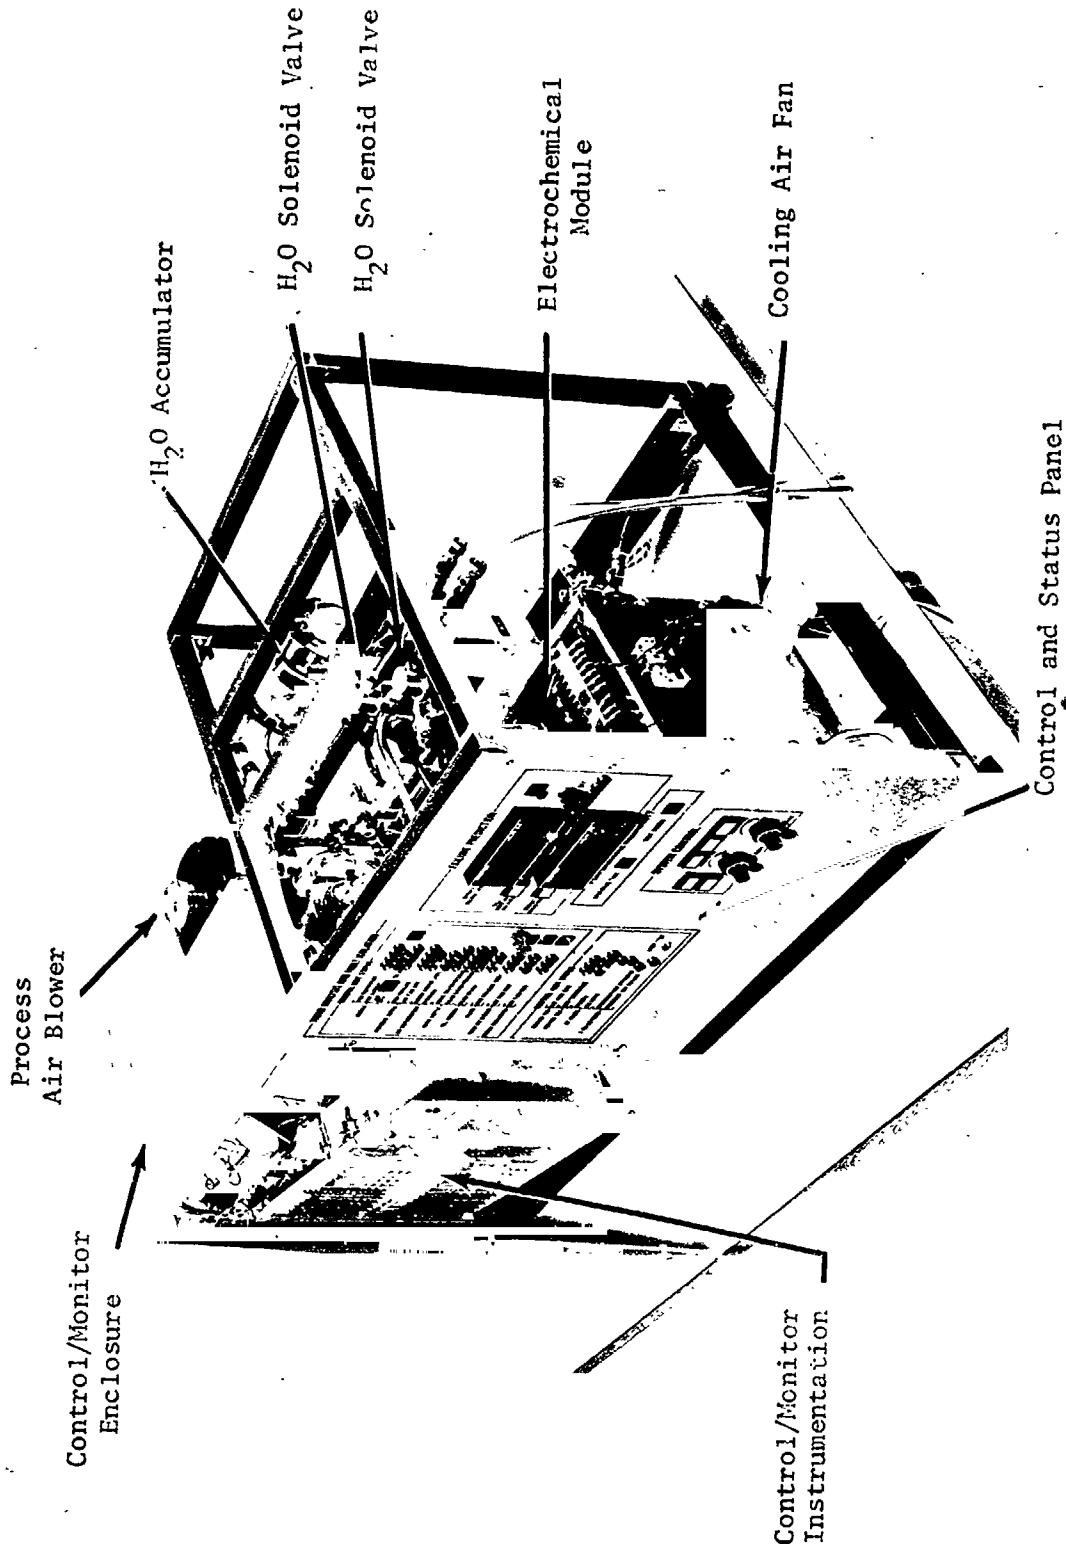 Process
Air Blower
Control/Monitor
Enclosure
H₂O Accumulator
H₂O Solenoid Valve
H₂O Solenoid Valve
Electrochemical
Module
Cooling Air Fan
Control/Monitor
Instrumentation
Control and Status Panel